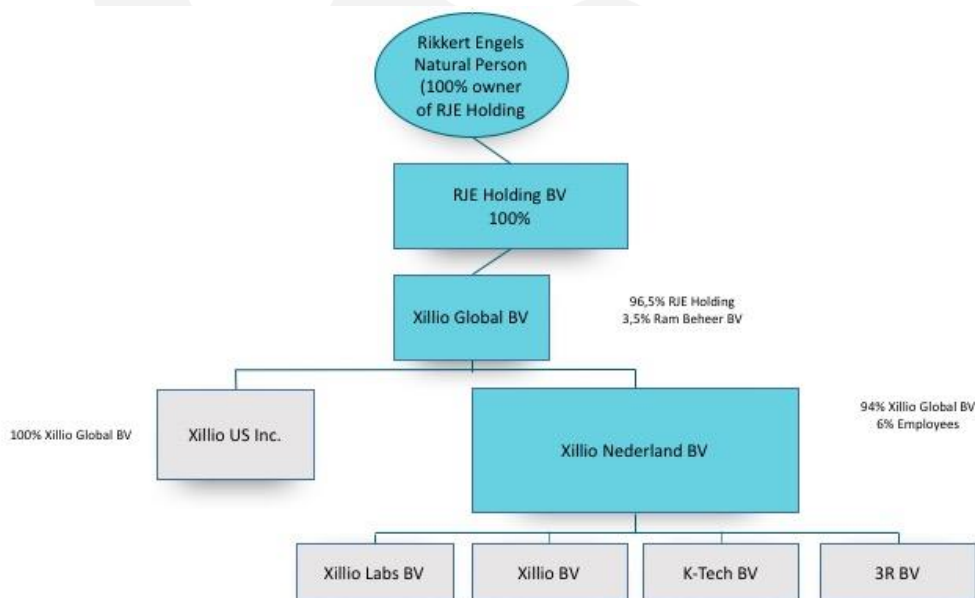 Rikkert Engels
Natural Person
(100% owner
of RJE Holding
RJE Holding BV
100%
Xillio Global BV
96,5% RJE Holding
3,5% Ram Beheer BV
100% Xillio Global BV
Xillio US Inc.
Xillio Nederland BV
94% Xillio Global BV
6% Employees
Xillio Labs BV
Xillio BV
K-Tech BV
3R BV